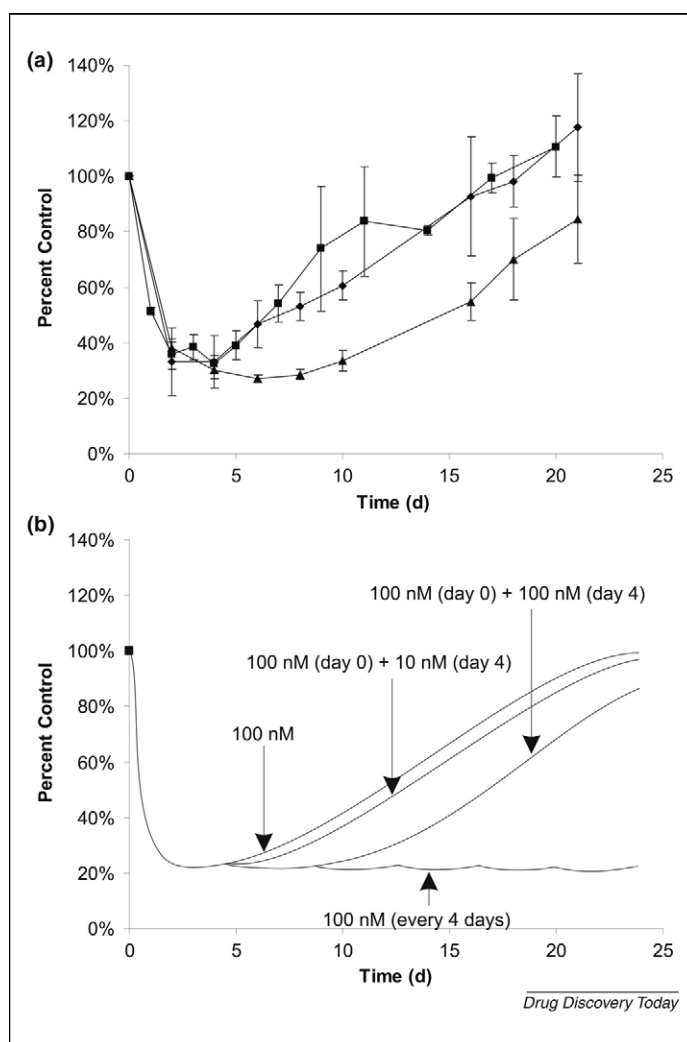 (a)
140%
120%
100%
80%
60%
40%
20%
0%
Percent Control
0 5 10 15 20 25
Time (d)
(b)
140%
120%
100%
80%
60%
40%
20%
0%
Percent Control
100 nM (day 0) + 100 nM (day 4)
100 nM (day 0) + 10 nM (day 4)
100 nM
100 nM (every 4 days)
0 5 10 15 20 25
Time (d)
Drug Discovery Today